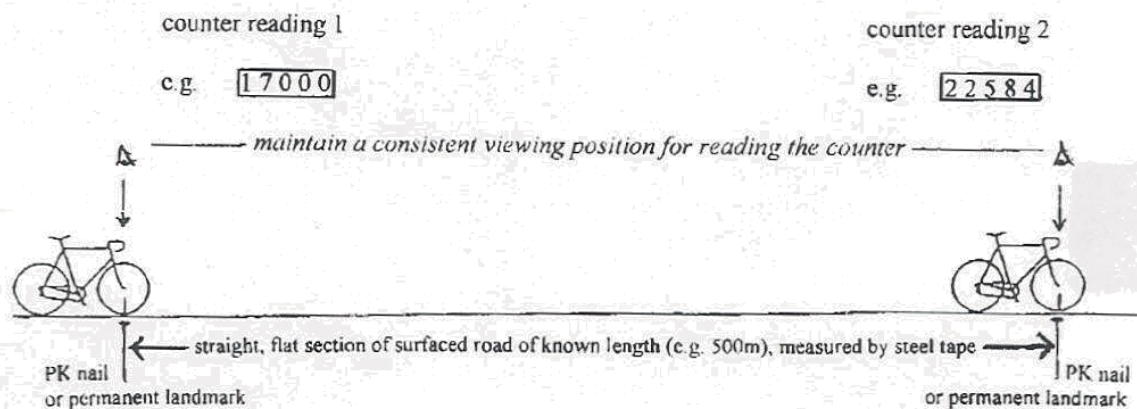 counter reading 1
counter reading 2
e.g. 17000
e.g. 22584
maintain a consistent viewing position for reading the counter
straight, flat section of surfaced road of known length (e.g. 500m), measured by steel tape
PK nail
or permanent landmark
PK nail
or permanent landmark